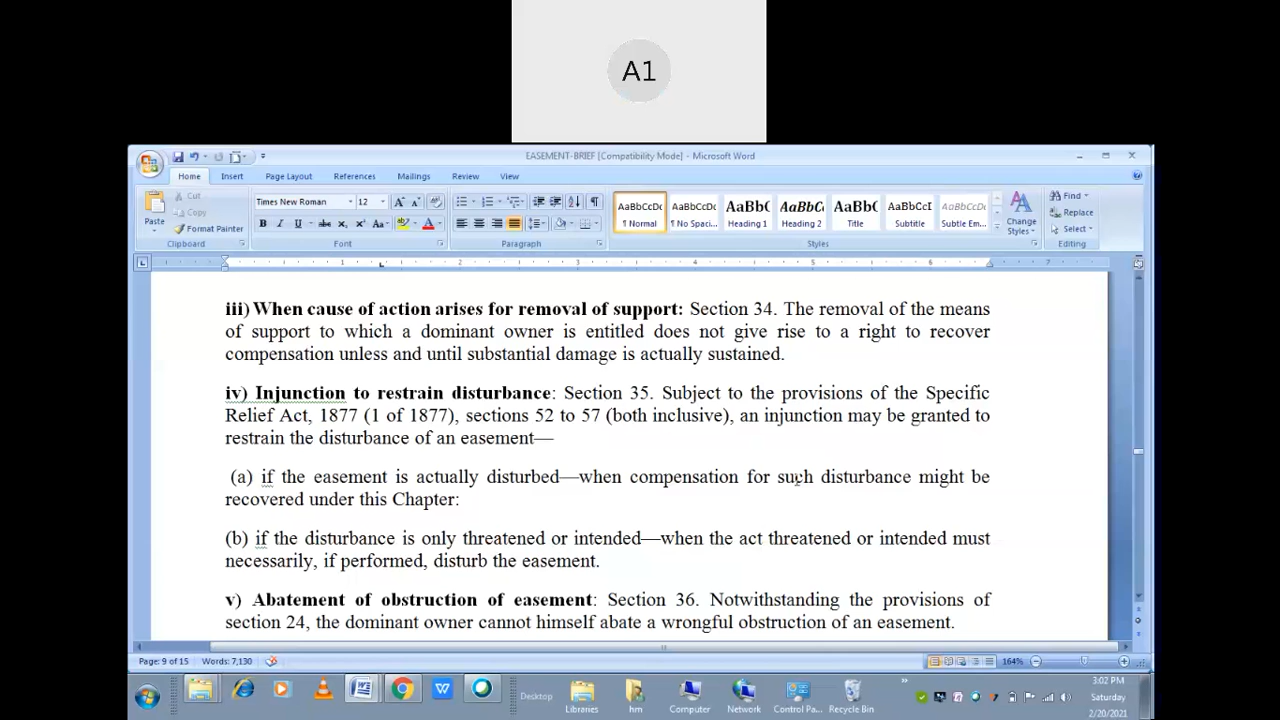 A1
EASEMENT-BRIEF [Compatibility Mode] - Microsoft Word
Home Insert Page Layout References Mailings Review View
Paste
Cut
Copy
Format Painter
Clipboard
Times New Roman 12
Font
Paragraph
AaBbCcDc AaBbCcDc AaBbC AaBbC AaBbC AaBbCcI AaBbCcDc
¶ Normal ¶ No Spaci... Heading 1 Heading 2 Title Subtitle Subtle Em...
Change Styles
Styles
Find
Replace
Select
Editing
1 2 3 4 5 6 7
iii) When cause of action arises for removal of support: Section 34. The removal of the means
of support to which a dominant owner is entitled does not give rise to a right to recover
compensation unless and until substantial damage is actually sustained.
iv) Injunction to restrain disturbance: Section 35. Subject to the provisions of the Specific
Relief Act, 1877 (1 of 1877), sections 52 to 57 (both inclusive), an injunction may be granted to
restrain the disturbance of an easement—
(a) if the easement is actually disturbed—when compensation for such disturbance might be
recovered under this Chapter:
(b) if the disturbance is only threatened or intended—when the act threatened or intended must
necessarily, if performed, disturb the easement.
v) Abatement of obstruction of easement: Section 36. Notwithstanding the provisions of
section 24, the dominant owner cannot himself abate a wrongful obstruction of an easement.
Page: 9 of 15 Words: 7,130 164%
Desktop Libraries hm Computer Network Control Pa... Recycle Bin
3:02 PM
Saturday
2/20/2021